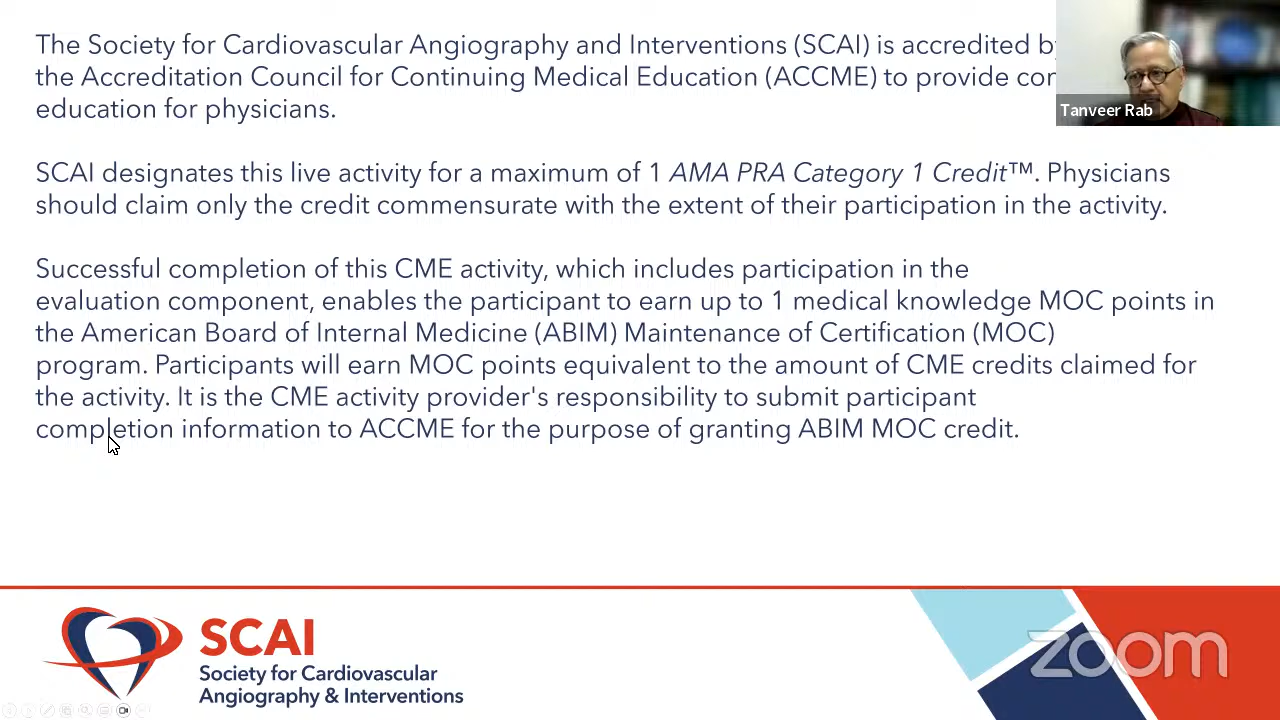 The Society for Cardiovascular Angiography and Interventions (SCAI) is accredited by
the Accreditation Council for Continuing Medical Education (ACCME) to provide
education for physicians.
SCAI designates this live activity for a maximum of 1 AMA PRA Category 1 Credit™. Physicians
should claim only the credit commensurate with the extent of their participation in the activity.
Successful completion of this CME activity, which includes participation in the
evaluation component, enables the participant to earn up to 1 medical knowledge MOC points in
the American Board of Internal Medicine (ABIM) Maintenance of Certification (MOC)
program. Participants will earn MOC points equivalent to the amount of CME credits claimed for
the activity. It is the CME activity provider's responsibility to submit participant
completion information to ACCME for the purpose of granting ABIM MOC credit.
Tanveer Rab
SCAI
Society for Cardiovascular
Angiography & Interventions
zoom